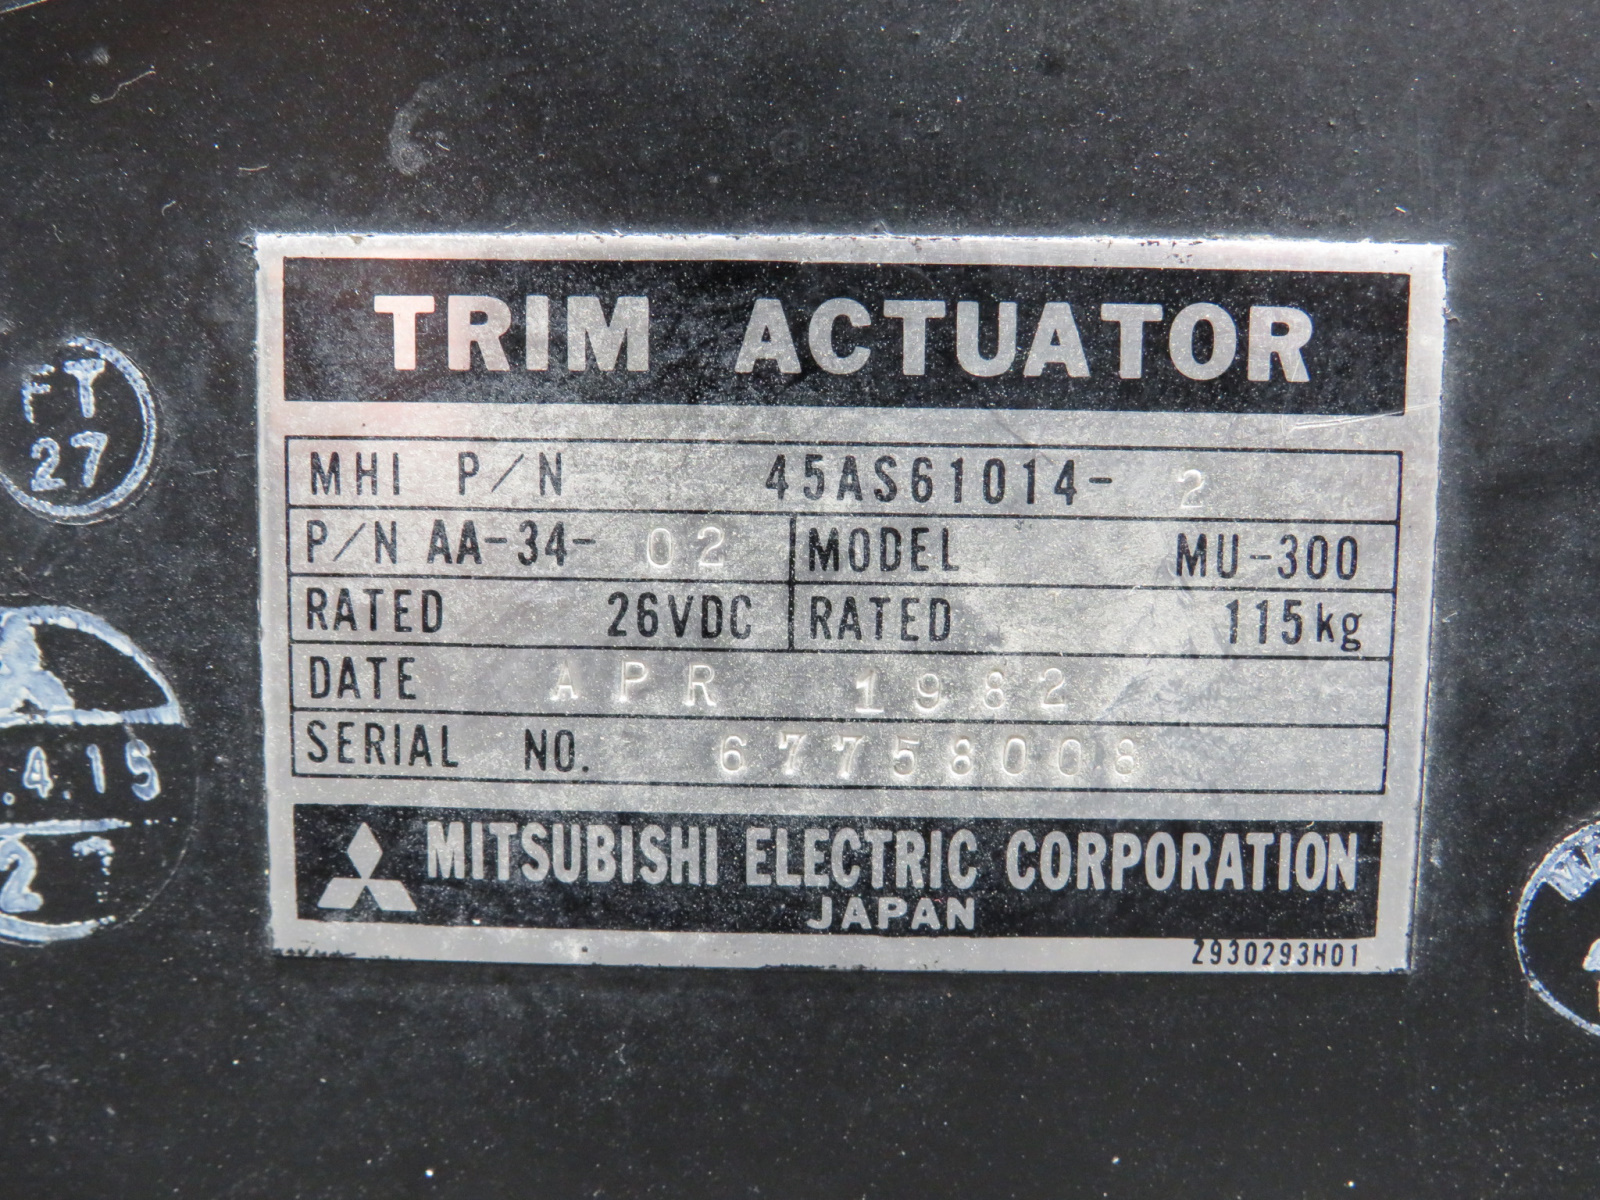 TRIM ACTUATOR
MHI P/N 45AS61014- 2
P/N AA-34- 02 MODEL MU-300
RATED 26VDC RATED 115kg
DATE APR 1982
SERIAL NO. 67758008
MITSUBISHI ELECTRIC CORPORATION
JAPAN
Z930293H01
FT
27
.4.15
2